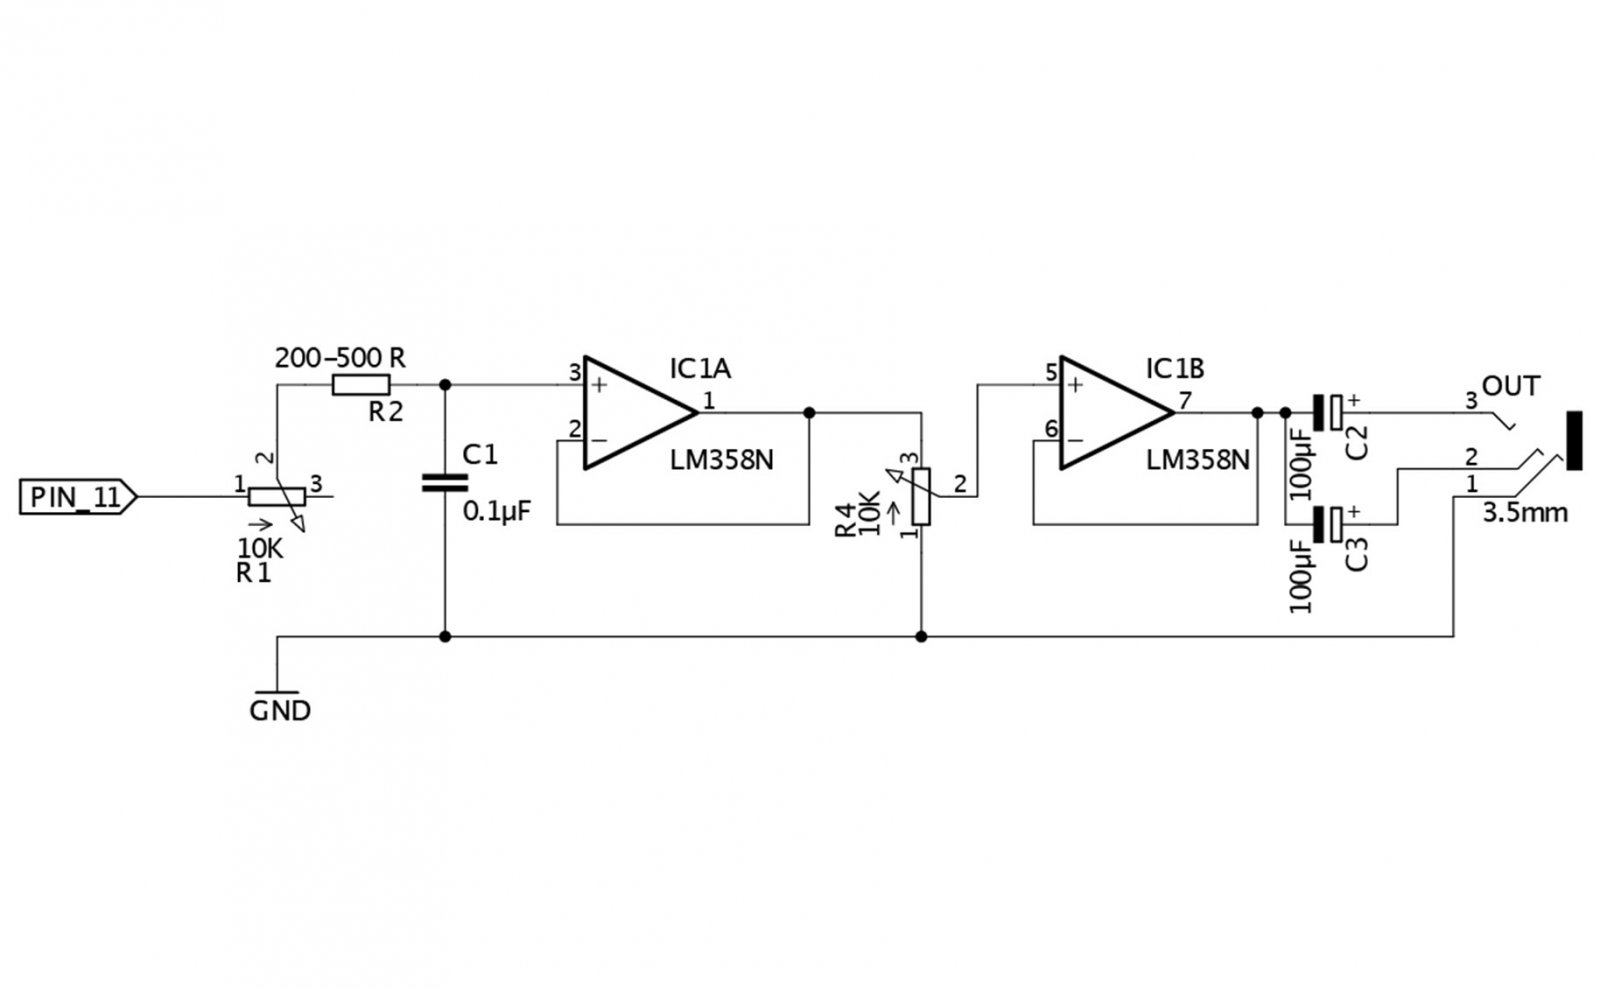 200-500 R
R2
PIN_11
1
2
3
10K
R1
C1
0.1µF
GND
3
+
2
−
IC1A
1
LM358N
3
2
1
R4
10K
5
+
6
−
IC1B
7
LM358N
+
C2
100µF
+
C3
100µF
3
OUT
2
1
3.5mm